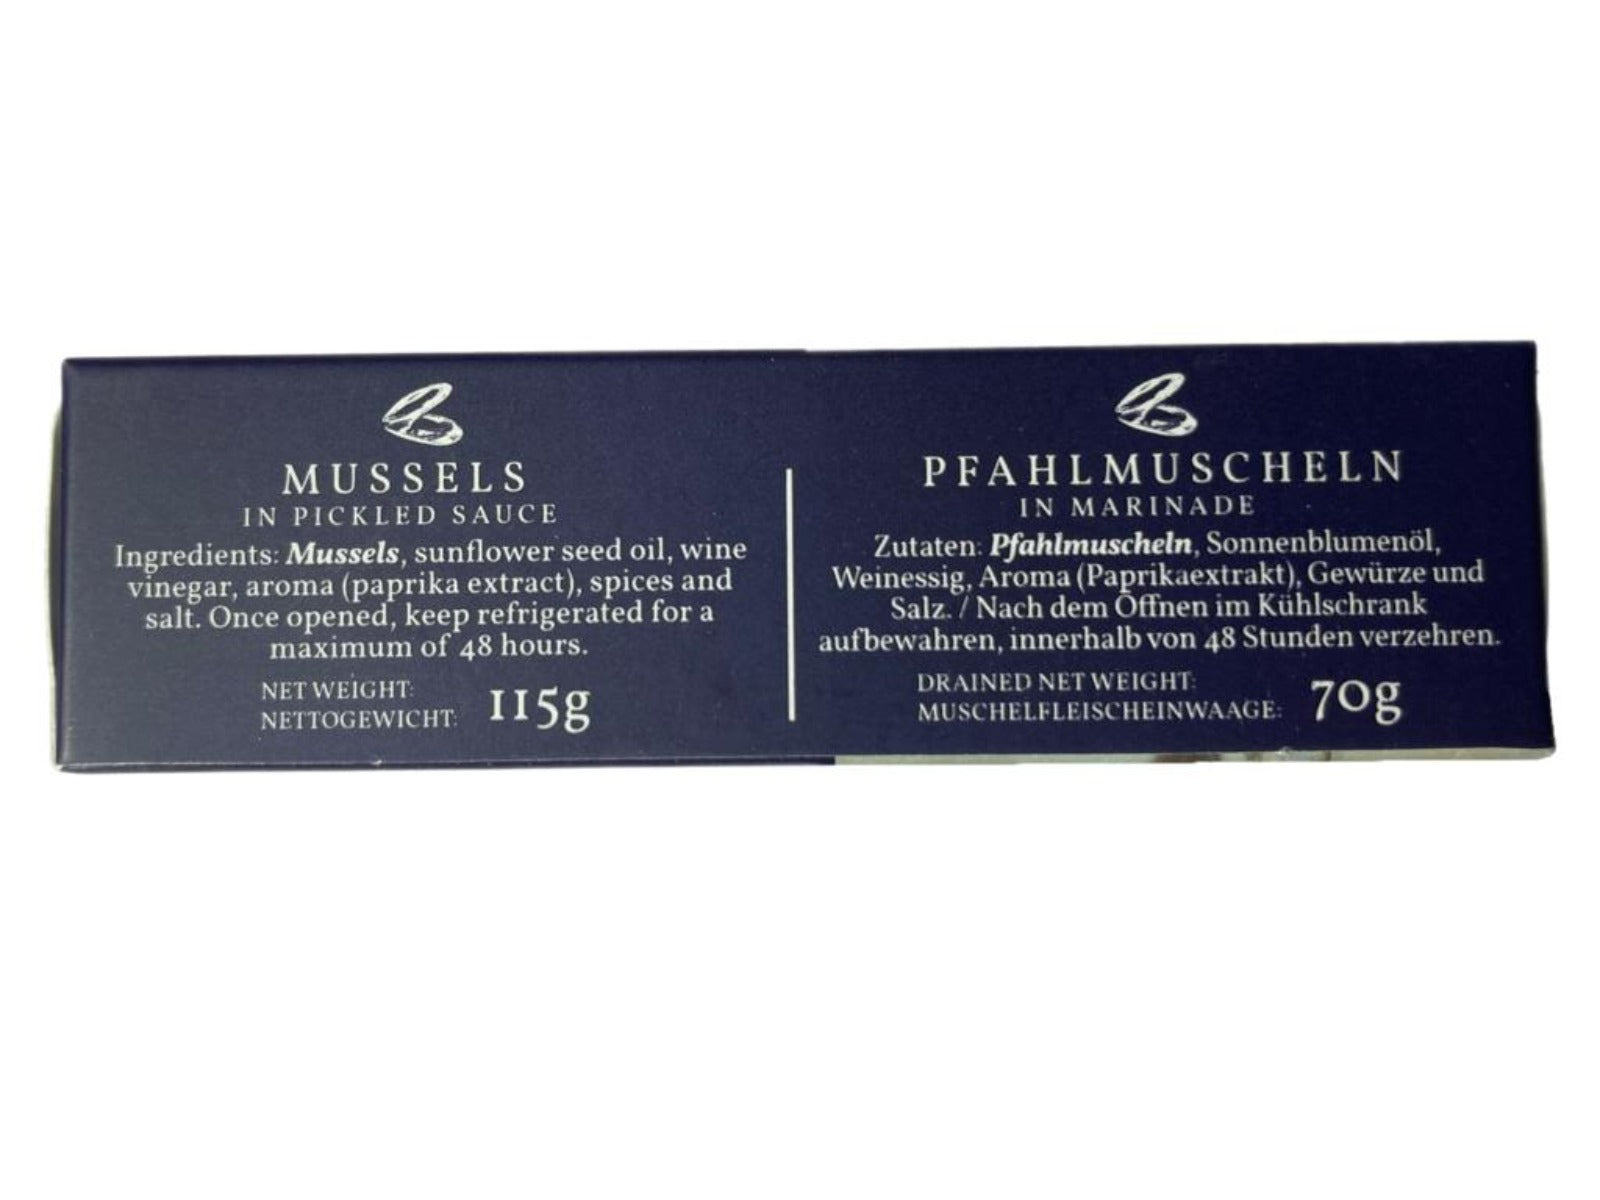 MUSSELS
IN PICKLED SAUCE
Ingredients: Mussels, sunflower seed oil, wine
vinegar, aroma (paprika extract), spices and
salt. Once opened, keep refrigerated for a
maximum of 48 hours.
NET WEIGHT:
NETTOGEWICHT: 115g
PFAHLMUSCHELN
IN MARINADE
Zutaten: Pfahlmuscheln, Sonnenblumenöl,
Weinessig, Aroma (Paprikaextrakt), Gewürze und
Salz. / Nach dem Öffnen im Kühlschrank
aufbewahren, innerhalb von 48 Stunden verzehren.
DRAINED NET WEIGHT:
MUSCHELFLEISCHEINWAAGE: 70g